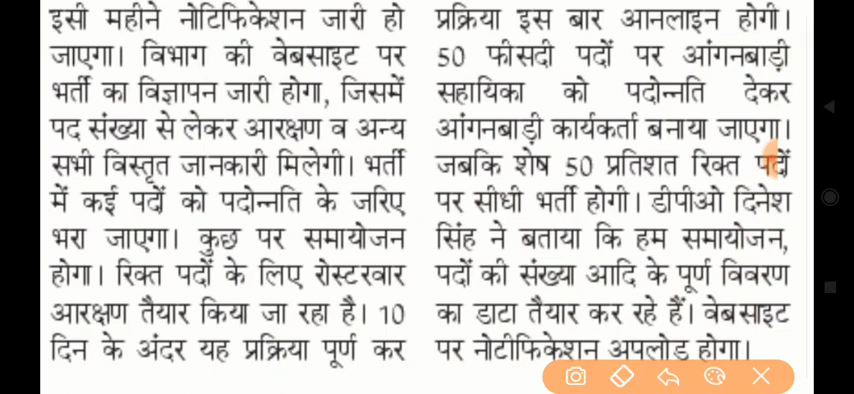 इसी महीने नोटिफिकेशन जारी हो
जाएगा। विभाग की वेबसाइट पर
भर्ती का विज्ञापन जारी होगा, जिसमें
पद संख्या से लेकर आरक्षण व अन्य
सभी विस्तृत जानकारी मिलेगी। भर्ती
में कई पदों को पदोन्नति के जरिए
भरा जाएगा। कुछ पर समायोजन
होगा। रिक्त पदों के लिए रोस्टरवार
आरक्षण तैयार किया जा रहा है। 10
दिन के अंदर यह प्रक्रिया पूर्ण कर
प्रक्रिया इस बार आनलाइन होगी।
50 फीसदी पदों पर आंगनबाड़ी
सहायिका को पदोन्नति देकर
आंगनबाड़ी कार्यकर्ता बनाया जाएगा।
जबकि शेष 50 प्रतिशत रिक्त पदों
पर सीधी भर्ती होगी। डीपीओ दिनेश
सिंह ने बताया कि हम समायोजन,
पदों की संख्या आदि के पूर्ण विवरण
का डाटा तैयार कर रहे हैं। वेबसाइट
पर नोटीफिकेशन अपलोड होगा।